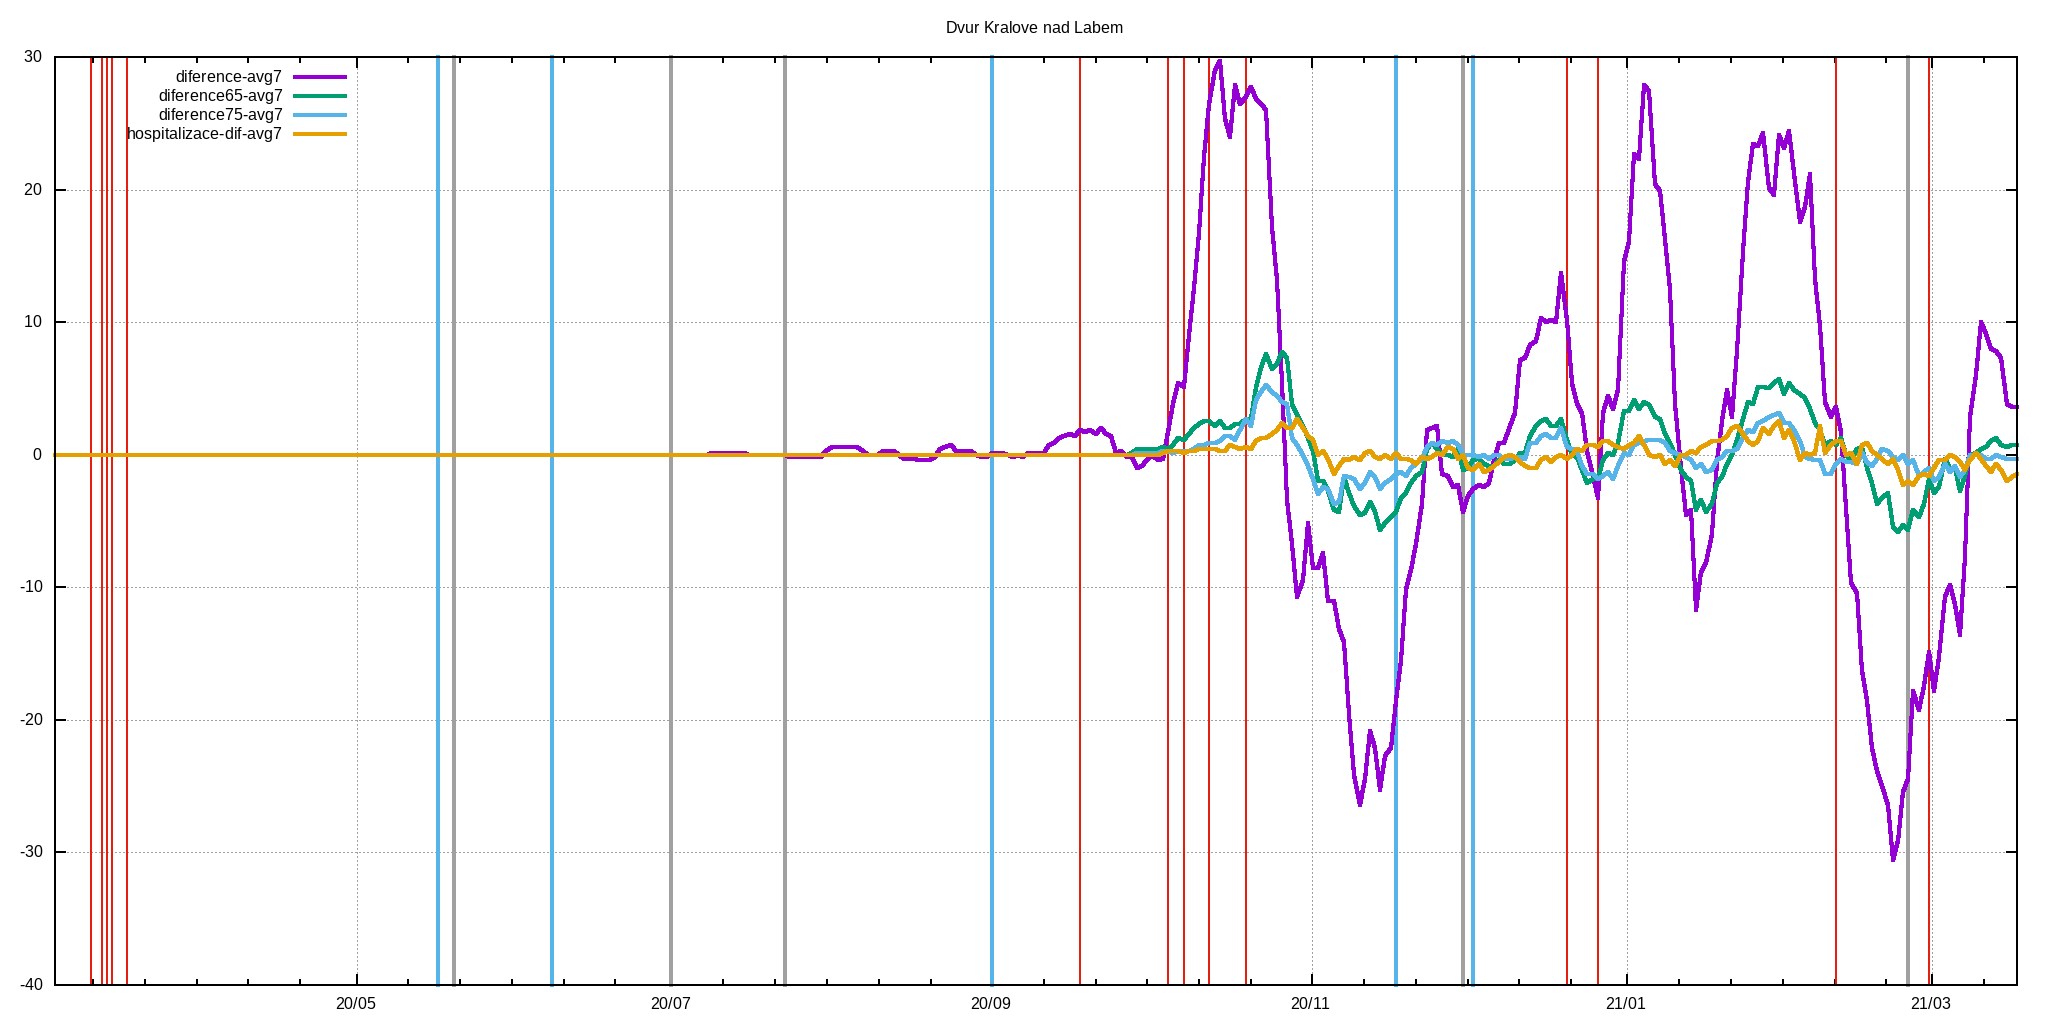 Dvur Kralove nad Labem
30
20
10
0
-10
-20
-30
-40
diference-avg7
diference65-avg7
diference75-avg7
hospitalizace-dif-avg7
20/05
20/07
20/09
20/11
21/01
21/03